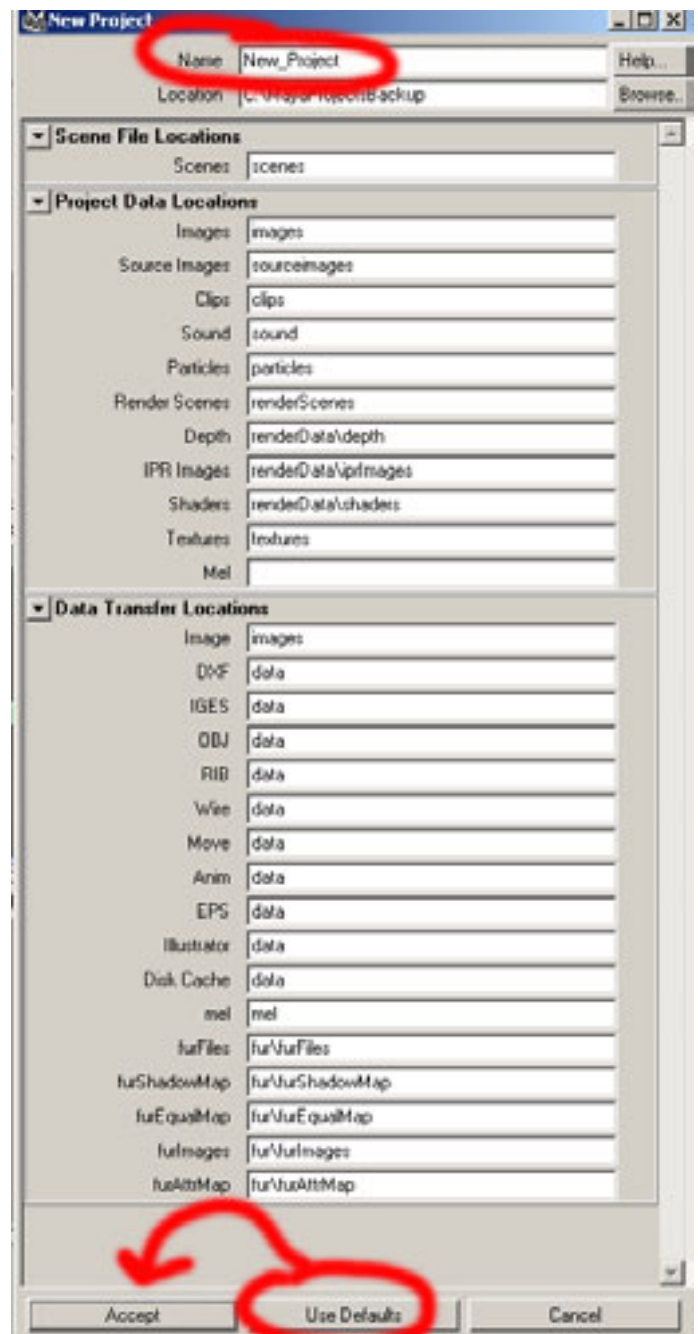 New Project
Name New_Project Help...
Location C:\MayaProject\Backup Browse..
Scene File Locations
Scenes scenes
Project Data Locations
Images images
Source Images sourceimages
Clips clips
Sound sound
Particles particles
Render Scenes renderScenes
Depth renderData\depth
IPR Images renderData\iprImages
Shaders renderData\shaders
Textures textures
Mel
Data Transfer Locations
Image images
DXF data
IGES data
OBJ data
RIB data
Wire data
Move data
Anim data
EPS data
Illustrator data
Disk Cache data
mel mel
furFiles fur\furFiles
furShadowMap fur\furShadowMap
furEqualMap fur\furEqualMap
furImages fur\furImages
furAttrMap fur\furAttrMap
Accept Use Defaults Cancel